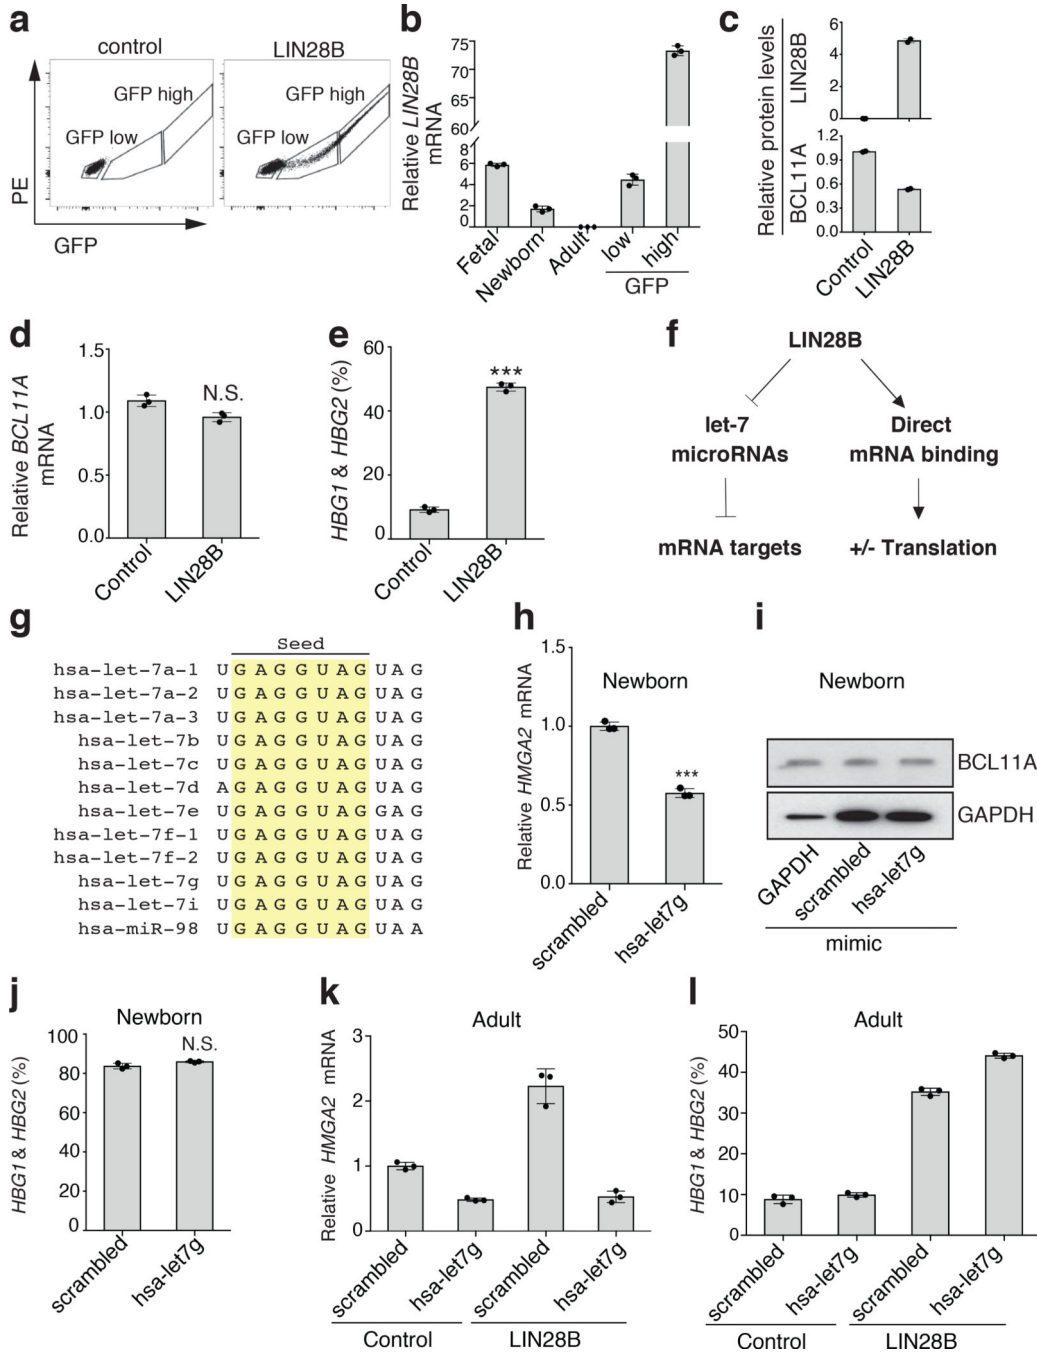 a
control
LIN28B
GFP high
GFP low
GFP high
GFP low
PE
GFP
b
Relative LIN28B
mRNA
75
70
65
60
8
6
4
2
0
Fetal
Newborn
Adult
low
high
GFP
c
Relative protein levels
LIN28B
BCL11A
6
4
2
0
1.2
0.9
0.6
0.3
0.0
Control
LIN28B
d
Relative BCL11A
mRNA
1.5
1.0
0.5
0.0
N.S.
Control
LIN28B
e
HBG1 & HBG2 (%)
60
40
20
0
***
Control
LIN28B
f
LIN28B
let-7
microRNAs
Direct
mRNA binding
mRNA targets
+/- Translation
g
Seed
hsa-let-7a-1 UGAGGUAGUAG
hsa-let-7a-2 UGAGGUAGUAG
hsa-let-7a-3 UGAGGUAGUAG
hsa-let-7b UGAGGUAGUAG
hsa-let-7c UGAGGUAGUAG
hsa-let-7d AGAGGUAGUAG
hsa-let-7e UGAGGUAGGAG
hsa-let-7f-1 UGAGGUAGUAG
hsa-let-7f-2 UGAGGUAGUAG
hsa-let-7g UGAGGUAGUAG
hsa-let-7i UGAGGUAGUAG
hsa-miR-98 UGAGGUAGUAA
h
Relative HMGA2 mRNA
1.5
1.0
0.5
0.0
Newborn
***
scrambled
hsa-let7g
i
Newborn
BCL11A
GAPDH
GAPDH
scrambled
hsa-let7g
mimic
j
Newborn
HBG1 & HBG2 (%)
100
80
60
40
20
0
N.S.
scrambled
hsa-let7g
k
Adult
Relative HMGA2 mRNA
3
2
1
0
scrambled
hsa-let7g
scrambled
hsa-let7g
Control
LIN28B
l
Adult
HBG1 & HBG2 (%)
50
40
30
20
10
0
scrambled
hsa-let7g
scrambled
hsa-let7g
Control
LIN28B